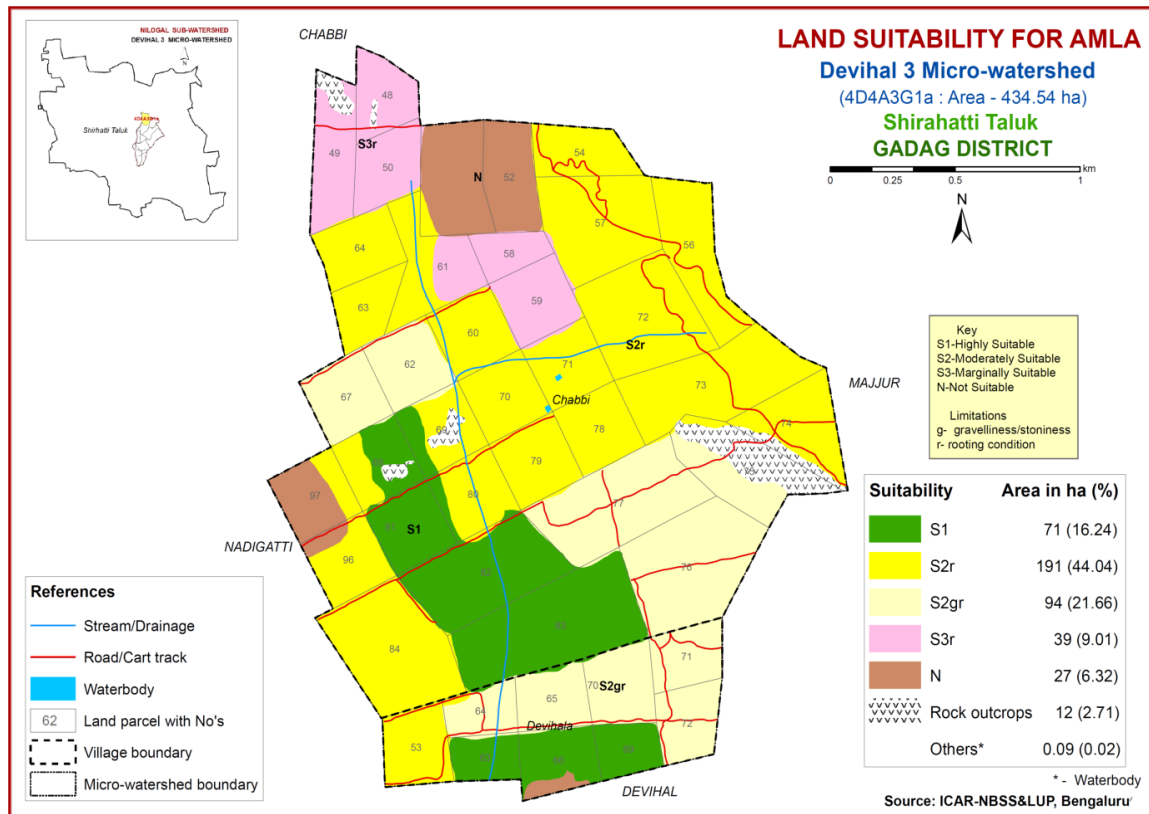 NILOGAL SUB-WATERSHED
DEVIHAL 3 MICRO-WATERSHED
N
4D4A3G1a
Shirhatti Taluk
LAND SUITABILITY FOR AMLA
Devihal 3 Micro-watershed
(4D4A3G1a : Area - 434.54 ha)
Shirahatti Taluk
GADAG DISTRICT
0 0.25 0.5 1
km
N
CHABBI
48
S3r
49
50
N
52
54
57
56
64
61
58
59
63
60
72
S2r
62
71
67
70
Chabbi
73
MAJJUR
69
78
74
79
75
97
80
77
S1
NADIGATTI
96
76
84
71
S2gr
70
65
64
Devihala
72
53
DEVIHAL
Key
S1-Highly Suitable
S2-Moderately Suitable
S3-Marginally Suitable
N-Not Suitable
Limitations
g- gravelliness/stoniness
r- rooting condition
Suitability Area in ha (%)
S1 71 (16.24)
S2r 191 (44.04)
S2gr 94 (21.66)
S3r 39 (9.01)
N 27 (6.32)
Rock outcrops 12 (2.71)
Others* 0.09 (0.02)
* - Waterbody
Source: ICAR-NBSS&LUP, Bengaluru
References
Stream/Drainage
Road/Cart track
Waterbody
62 Land parcel with No's
Village boundary
Micro-watershed boundary